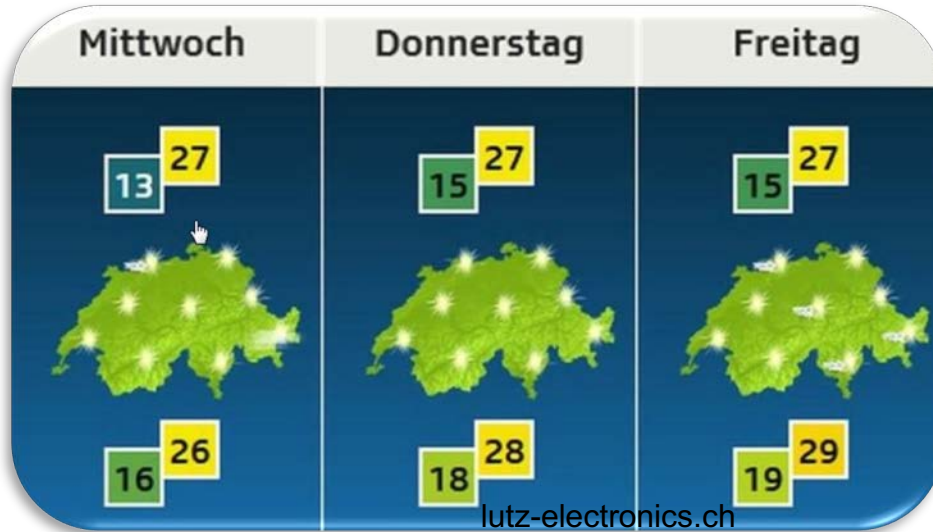 Mittwoch
Donnerstag
Freitag
13 27
15 27
15 27
16 26
18 28
19 29
lutz-electronics.ch